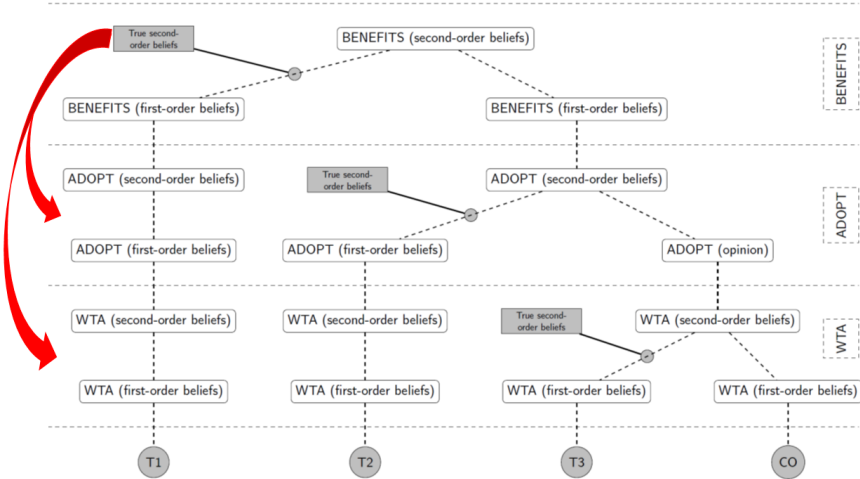 True second-
order beliefs
BENEFITS (second-order beliefs)
BENEFITS
BENEFITS (first-order beliefs)
BENEFITS (first-order beliefs)
ADOPT (second-order beliefs)
True second-
order beliefs
ADOPT (second-order beliefs)
ADOPT
ADOPT (first-order beliefs)
ADOPT (first-order beliefs)
ADOPT (opinion)
WTA (second-order beliefs)
WTA (second-order beliefs)
True second-
order beliefs
WTA (second-order beliefs)
WTA
WTA (first-order beliefs)
WTA (first-order beliefs)
WTA (first-order beliefs)
WTA (first-order beliefs)
T1
T2
T3
CO